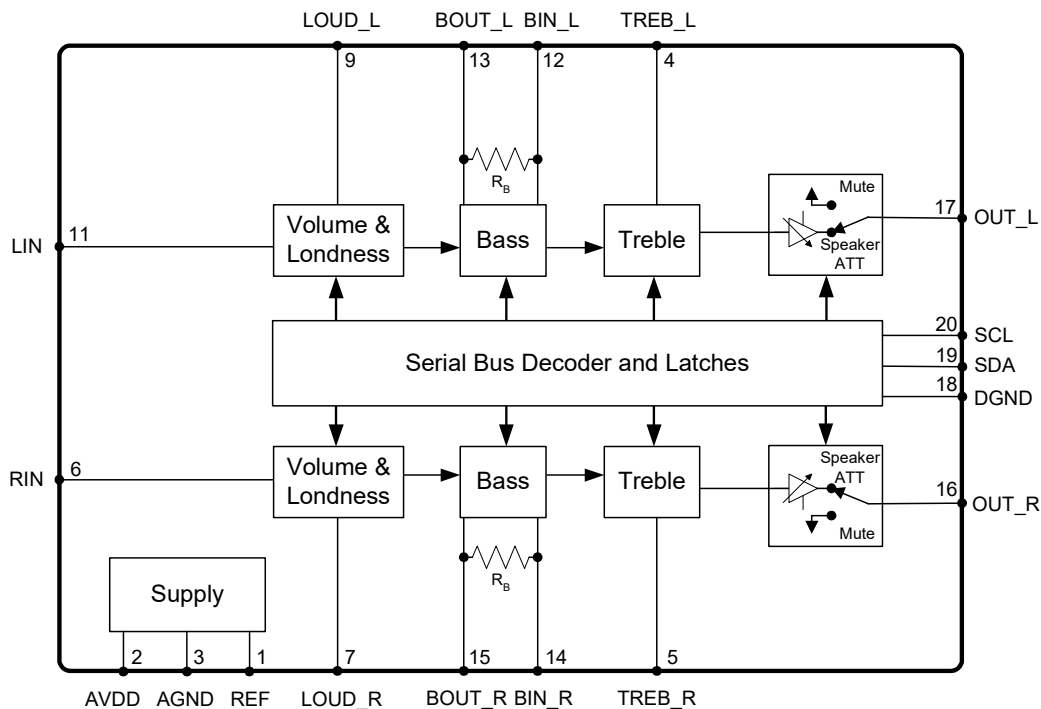 LOUD_L BOUT_L BIN_L TREB_L
9 13 12 4
R_B
Mute
17 OUT_L
LIN 11
Volume & Londness
Bass
Treble
Speaker ATT
20 SCL
Serial Bus Decoder and Latches
19 SDA
18 DGND
RIN 6
Volume & Londness
Bass
Treble
Speaker ATT
16 OUT_R
Mute
R_B
Supply
2 3 1 7 15 14 5
AVDD AGND REF LOUD_R BOUT_R BIN_R TREB_R